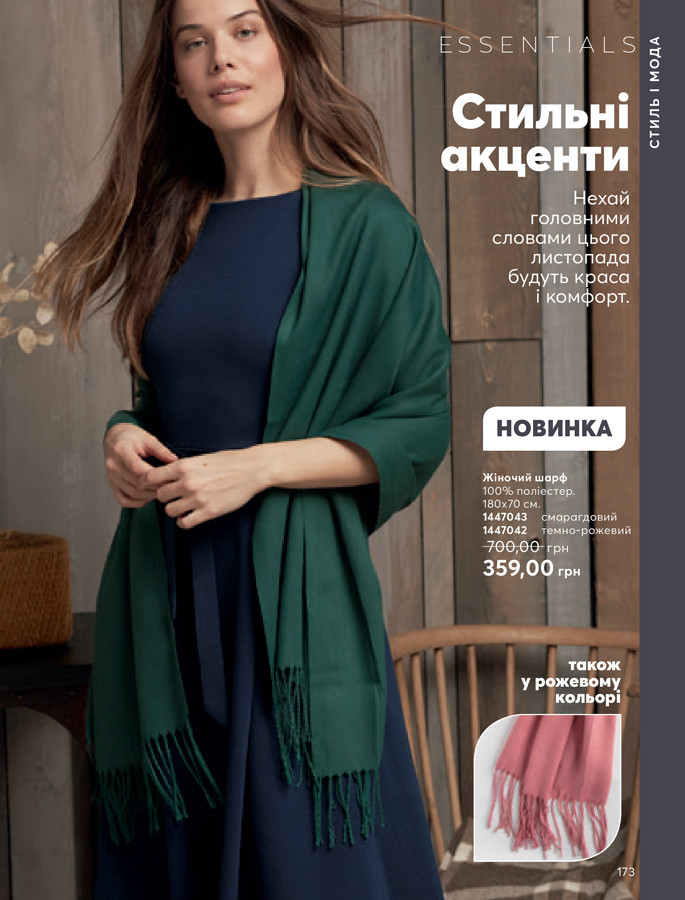 ESSENTIALS
СТИЛЬ І МОДА
Стильні
акценти
Нехай
головними
словами цього
листопада
будуть краса
і комфорт.
НОВИНКА
Жіночий шарф
100% поліестер.
180х70 см.
1447043 смарагдовий
1447042 темно-рожевий
700,00 грн
359,00 грн
також
у рожевому
кольорі
173